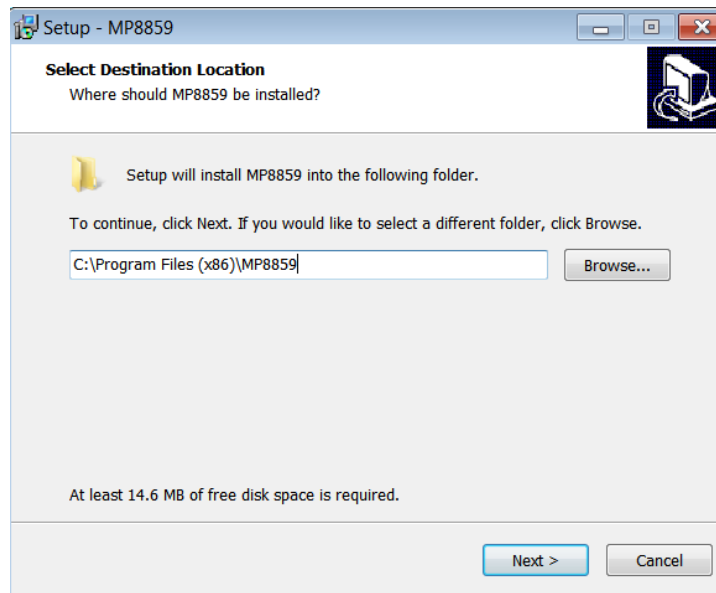 Setup - MP8859
Select Destination Location
Where should MP8859 be installed?
Setup will install MP8859 into the following folder.
To continue, click Next. If you would like to select a different folder, click Browse.
C:\Program Files (x86)\MP8859
Browse...
At least 14.6 MB of free disk space is required.
Next >
Cancel